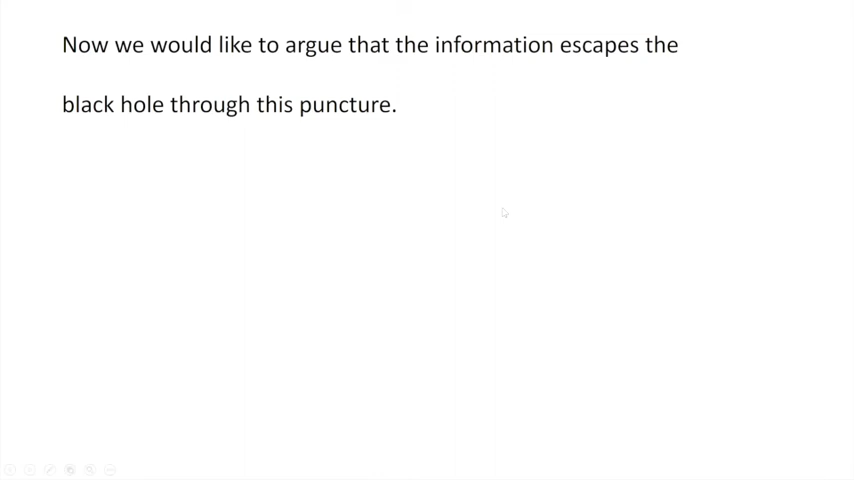 Now we would like to argue that the information escapes the
black hole through this puncture.